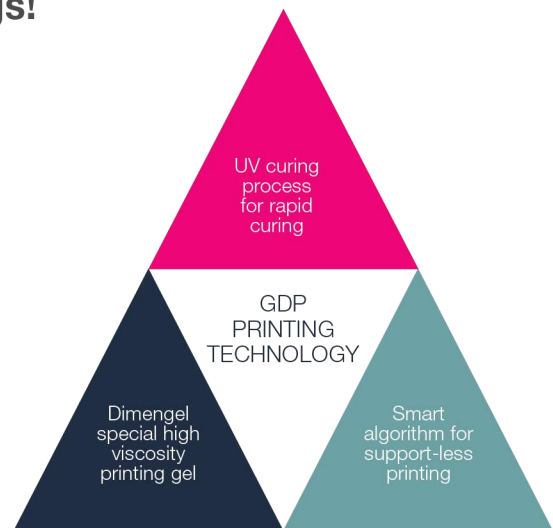 UV curing
process
for rapid
curing
GDP
PRINTING
TECHNOLOGY
Dimengel
special high
viscosity
printing gel
Smart
algorithm for
support-less
printing